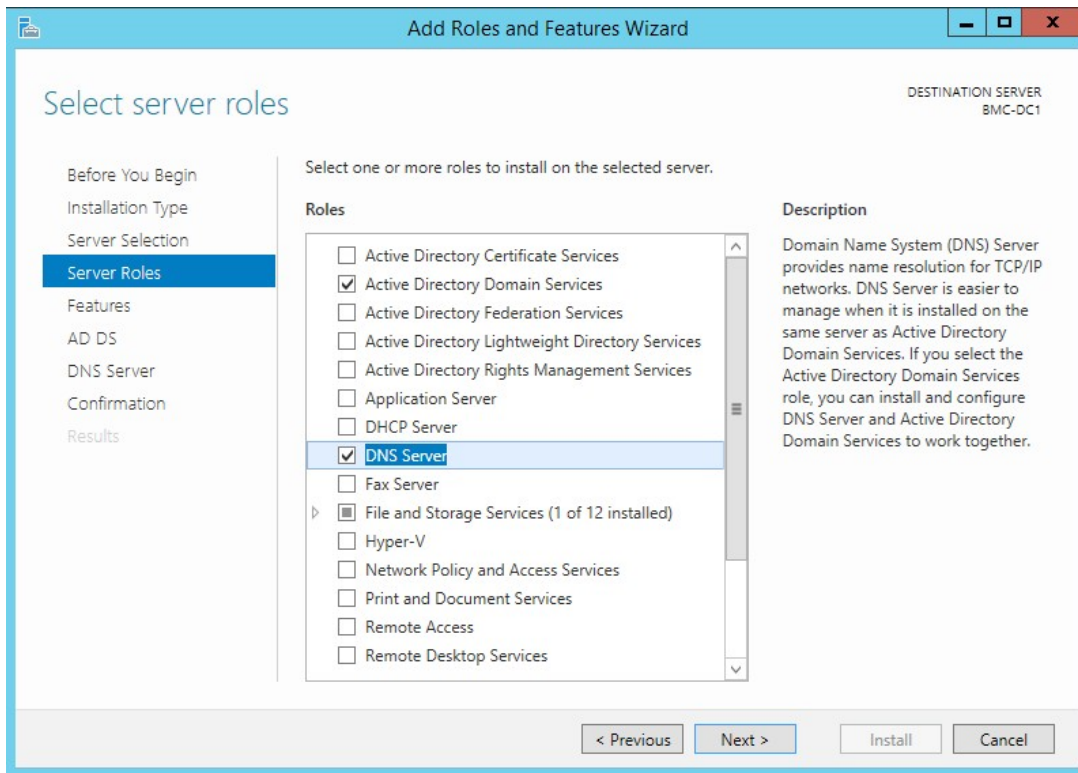 Add Roles and Features Wizard
Select server roles
DESTINATION SERVER
BMC-DC1
Before You Begin
Installation Type
Server Selection
Server Roles
Features
AD DS
DNS Server
Confirmation
Results
Select one or more roles to install on the selected server.
Roles
Active Directory Certificate Services
Active Directory Domain Services
Active Directory Federation Services
Active Directory Lightweight Directory Services
Active Directory Rights Management Services
Application Server
DHCP Server
DNS Server
Fax Server
File and Storage Services (1 of 12 installed)
Hyper-V
Network Policy and Access Services
Print and Document Services
Remote Access
Remote Desktop Services
Description
Domain Name System (DNS) Server
provides name resolution for TCP/IP
networks. DNS Server is easier to
manage when it is installed on the
same server as Active Directory
Domain Services. If you select the
Active Directory Domain Services
role, you can install and configure
DNS Server and Active Directory
Domain Services to work together.
< Previous
Next >
Install
Cancel